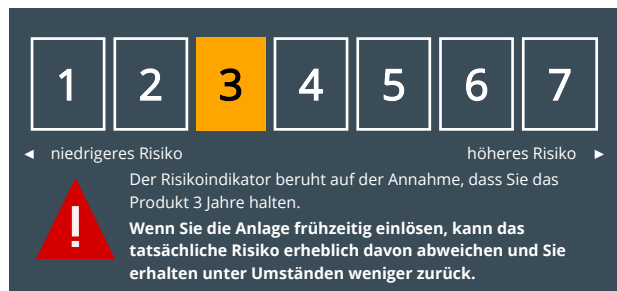 1 2 3 4 5 6 7
◄ niedrigeres Risiko höheres Risiko ►
!
Der Risikoindikator beruht auf der Annahme, dass Sie das
Produkt 3 Jahre halten.
Wenn Sie die Anlage frühzeitig einlösen, kann das
tatsächliche Risiko erheblich davon abweichen und Sie
erhalten unter Umständen weniger zurück.